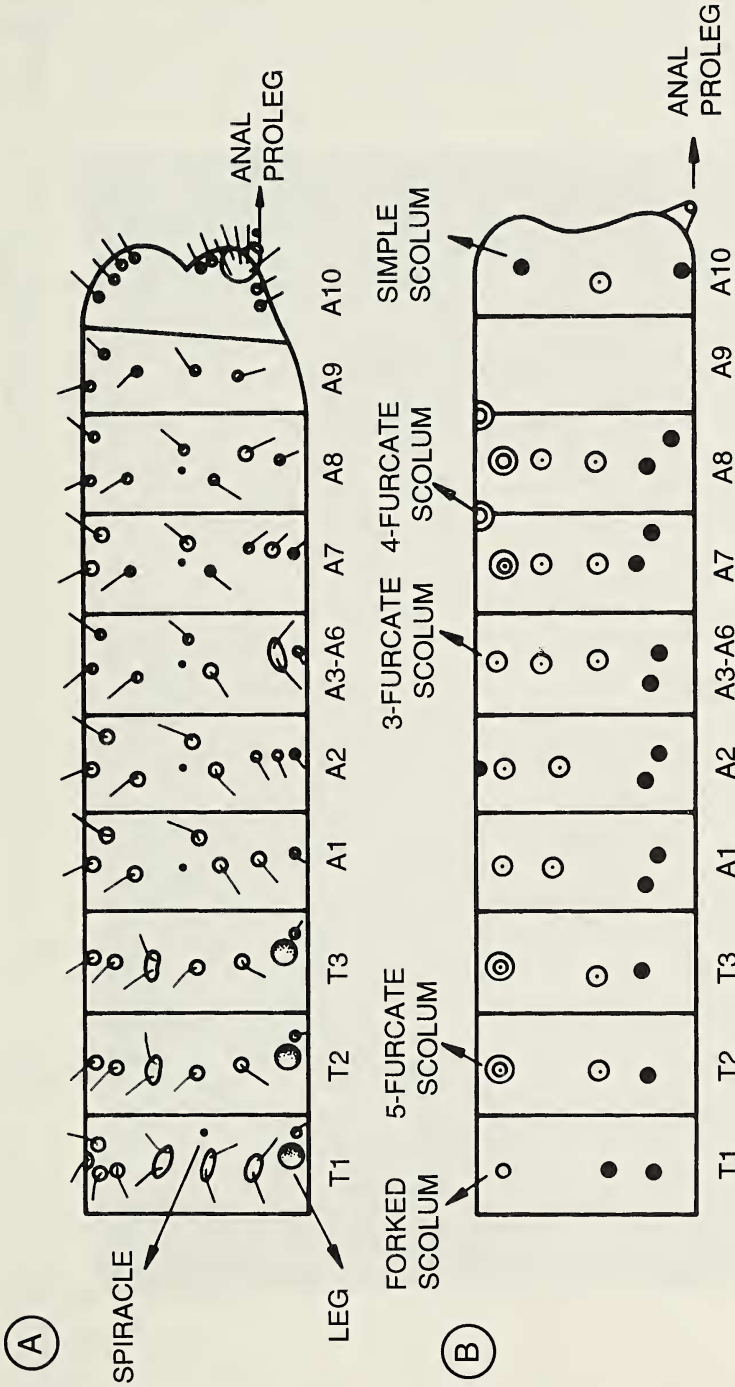 A
SPIRACLE
LEG
ANAL
PROLEG
T1 T2 T3 A1 A2 A3-A6 A7 A8 A9 A10
B
FORKED
SCOLUM
5-FURCATE
SCOLUM
3-FURCATE
SCOLUM
4-FURCATE
SCOLUM
SIMPLE
SCOLUM
ANAL
PROLEG
T1 T2 T3 A1 A2 A3-A6 A7 A8 A9 A10